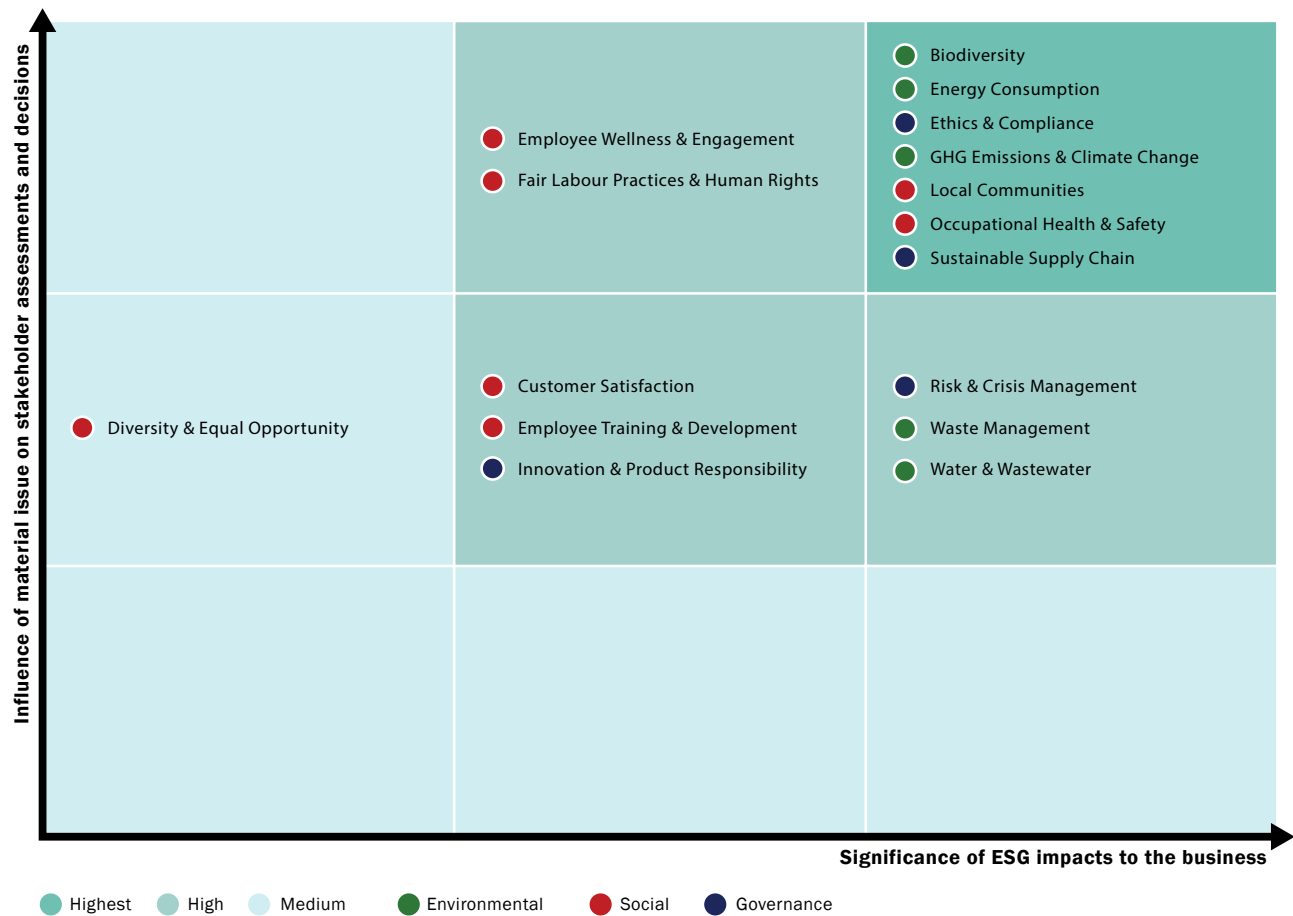 Influence of material issue on stakeholder assessments and decisions
Employee Wellness & Engagement
Fair Labour Practices & Human Rights
Biodiversity
Energy Consumption
Ethics & Compliance
GHG Emissions & Climate Change
Local Communities
Occupational Health & Safety
Sustainable Supply Chain
Diversity & Equal Opportunity
Customer Satisfaction
Employee Training & Development
Innovation & Product Responsibility
Risk & Crisis Management
Waste Management
Water & Wastewater
Significance of ESG impacts to the business
Highest High Medium Environmental Social Governance